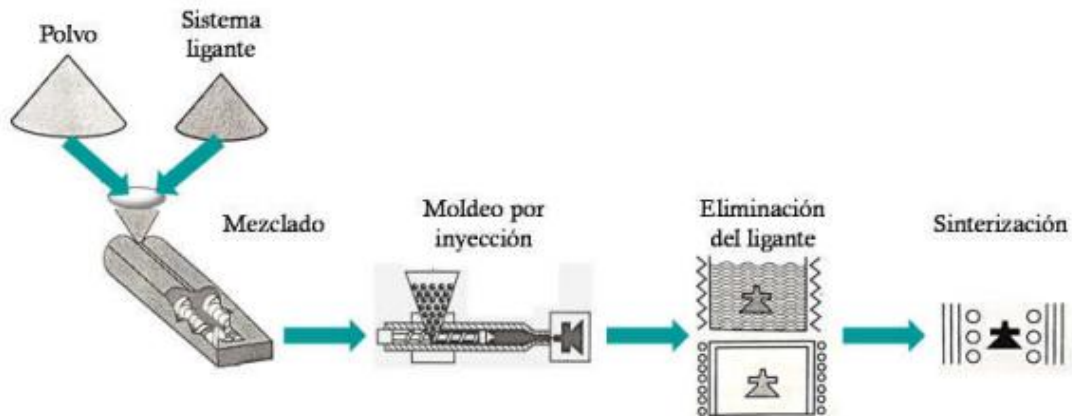 Polvo
Sistema
ligante
Mezclado
Moldeo por
inyección
Eliminación
del ligante
Sinterización